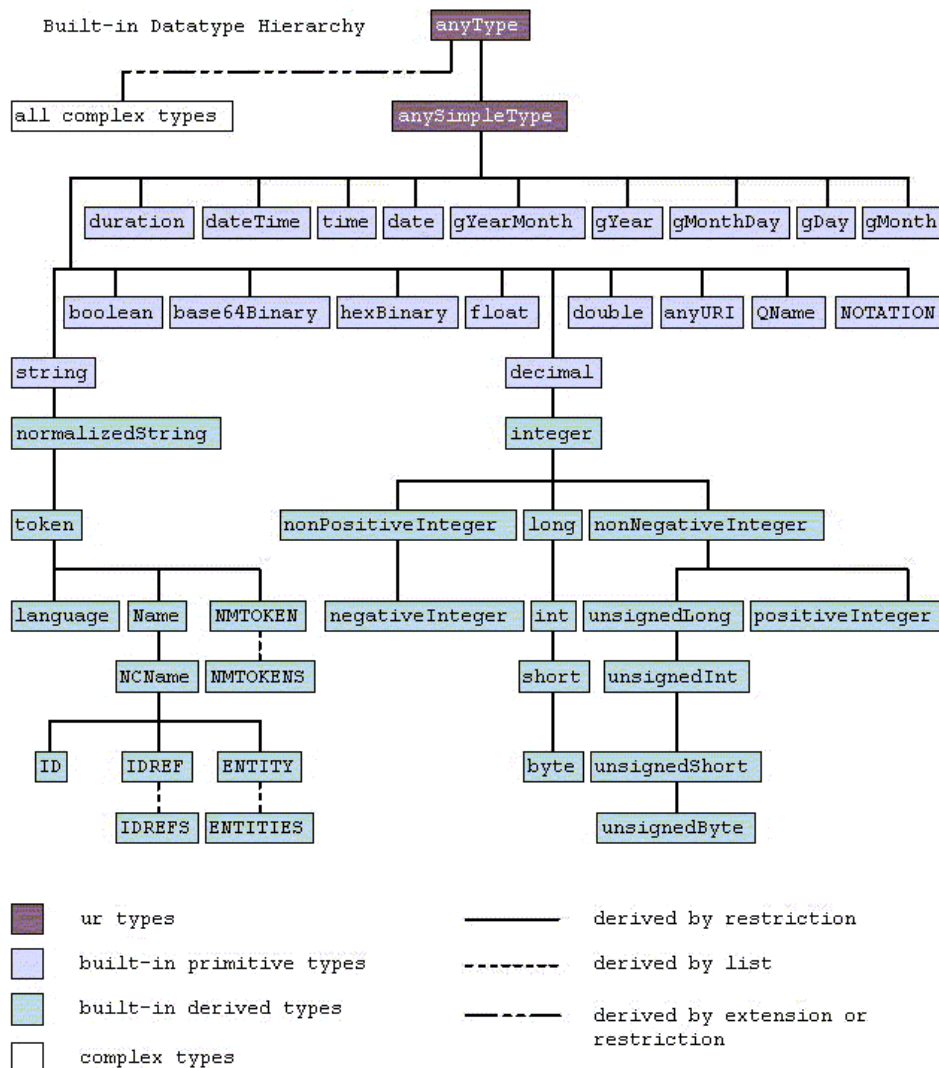 Built-in Datatype Hierarchy
anyType
all complex types
anySimpleType
duration dateTime time date gYearMonth gYear gMonthDay gDay gMonth
boolean base64Binary hexBinary float double anyURI QName NOTATION
string decimal
normalizedString integer
token nonPositiveInteger long nonNegativeInteger
language Name NMTOKEN negativeInteger int unsignedLong positiveInteger
NCName NMTOKENS short unsignedInt
ID IDREF ENTITY byte unsignedShort
IDREFS ENTITIES unsignedByte
ur types
built-in primitive types
built-in derived types
complex types
derived by restriction
derived by list
derived by extension or
restriction